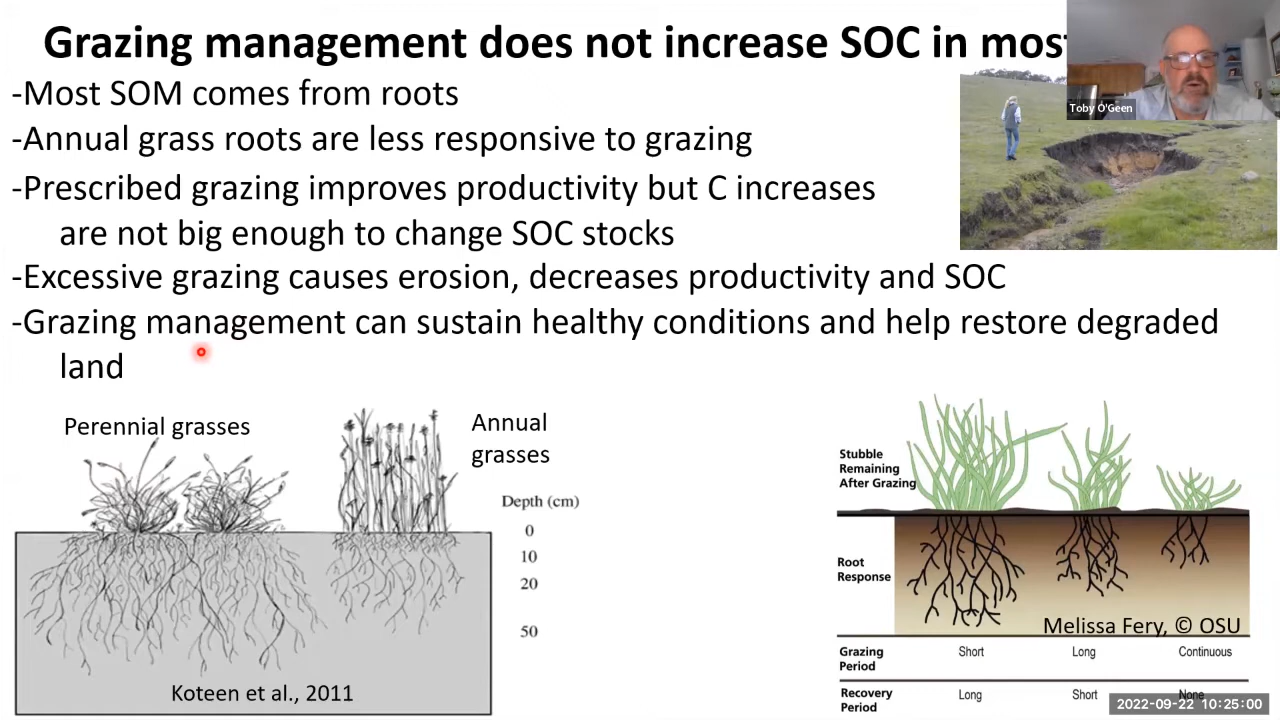 Grazing management does not increase SOC in most
Toby O'Geen
-Most SOM comes from roots
-Annual grass roots are less responsive to grazing
-Prescribed grazing improves productivity but C increases
are not big enough to change SOC stocks
-Excessive grazing causes erosion, decreases productivity and SOC
-Grazing management can sustain healthy conditions and help restore degraded
land
Perennial grasses
Annual
grasses
Depth (cm)
0
10
20
50
Koteen et al., 2011
Stubble
Remaining
After Grazing
Root
Response
Melissa Fery, © OSU
Grazing
Period
Short
Long
Continuous
Recovery
Period
Long
Short
None
2022-09-22 10:25:00